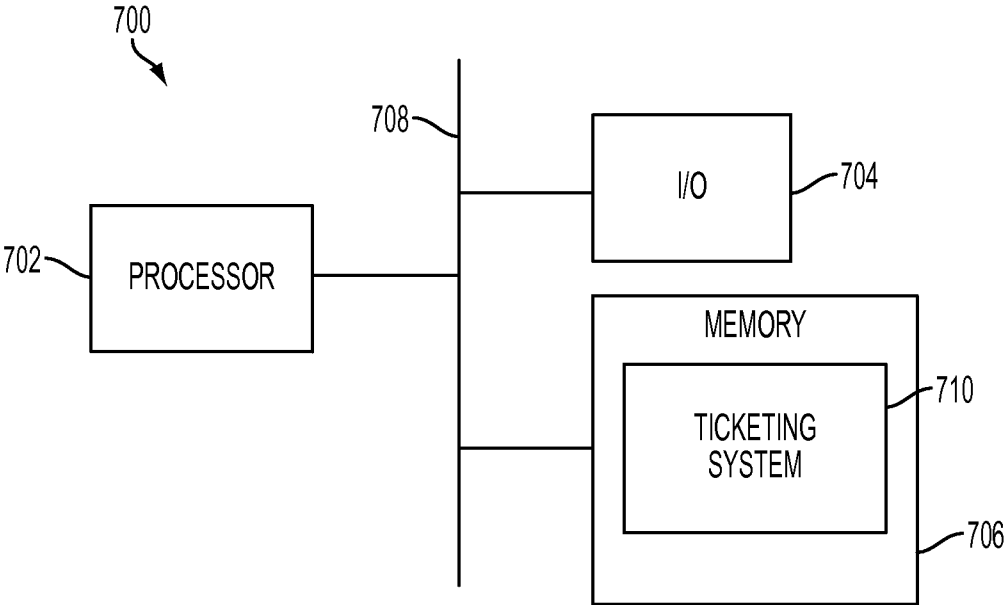 700
708
I/O
704
702
PROCESSOR
MEMORY
710
TICKETING
SYSTEM
706